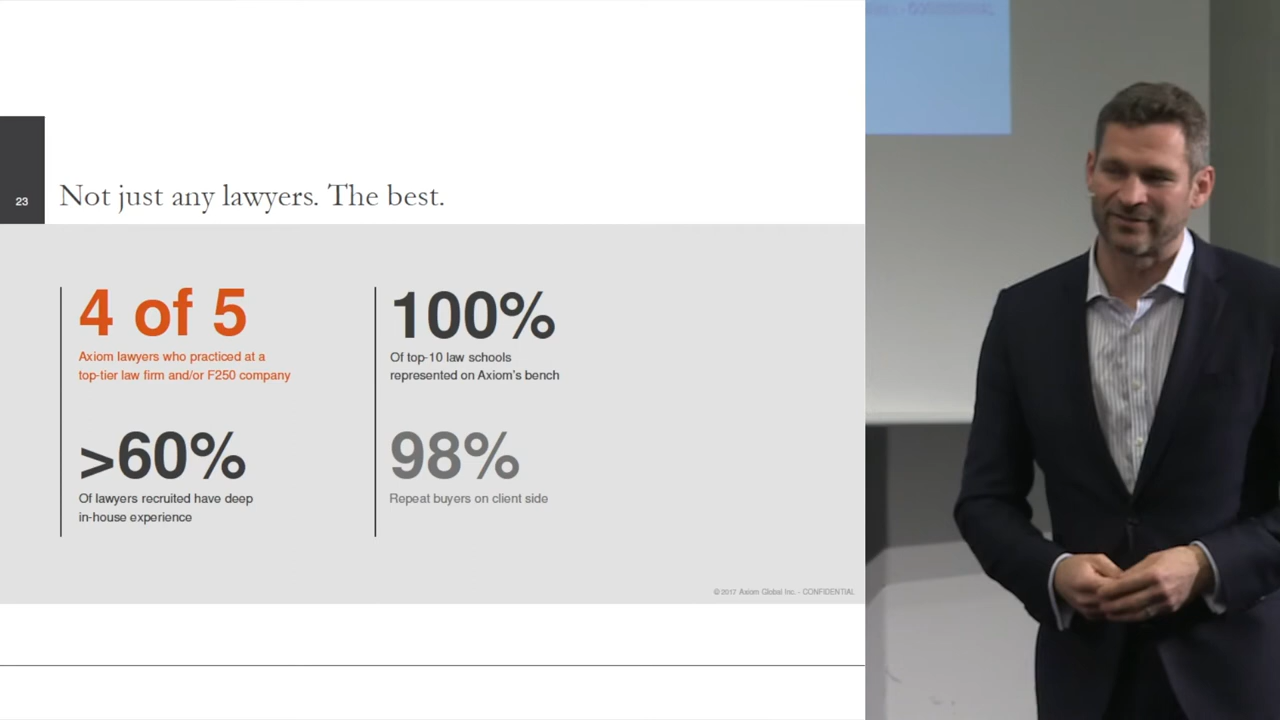 23
Not just any lawyers. The best.
4 of 5
Axiom lawyers who practiced at a
top-tier law firm and/or F250 company
100%
Of top-10 law schools
represented on Axiom's bench
>60%
Of lawyers recruited have deep
in-house experience
98%
Repeat buyers on client side
© 2017 Axiom Global Inc. - CONFIDENTIAL